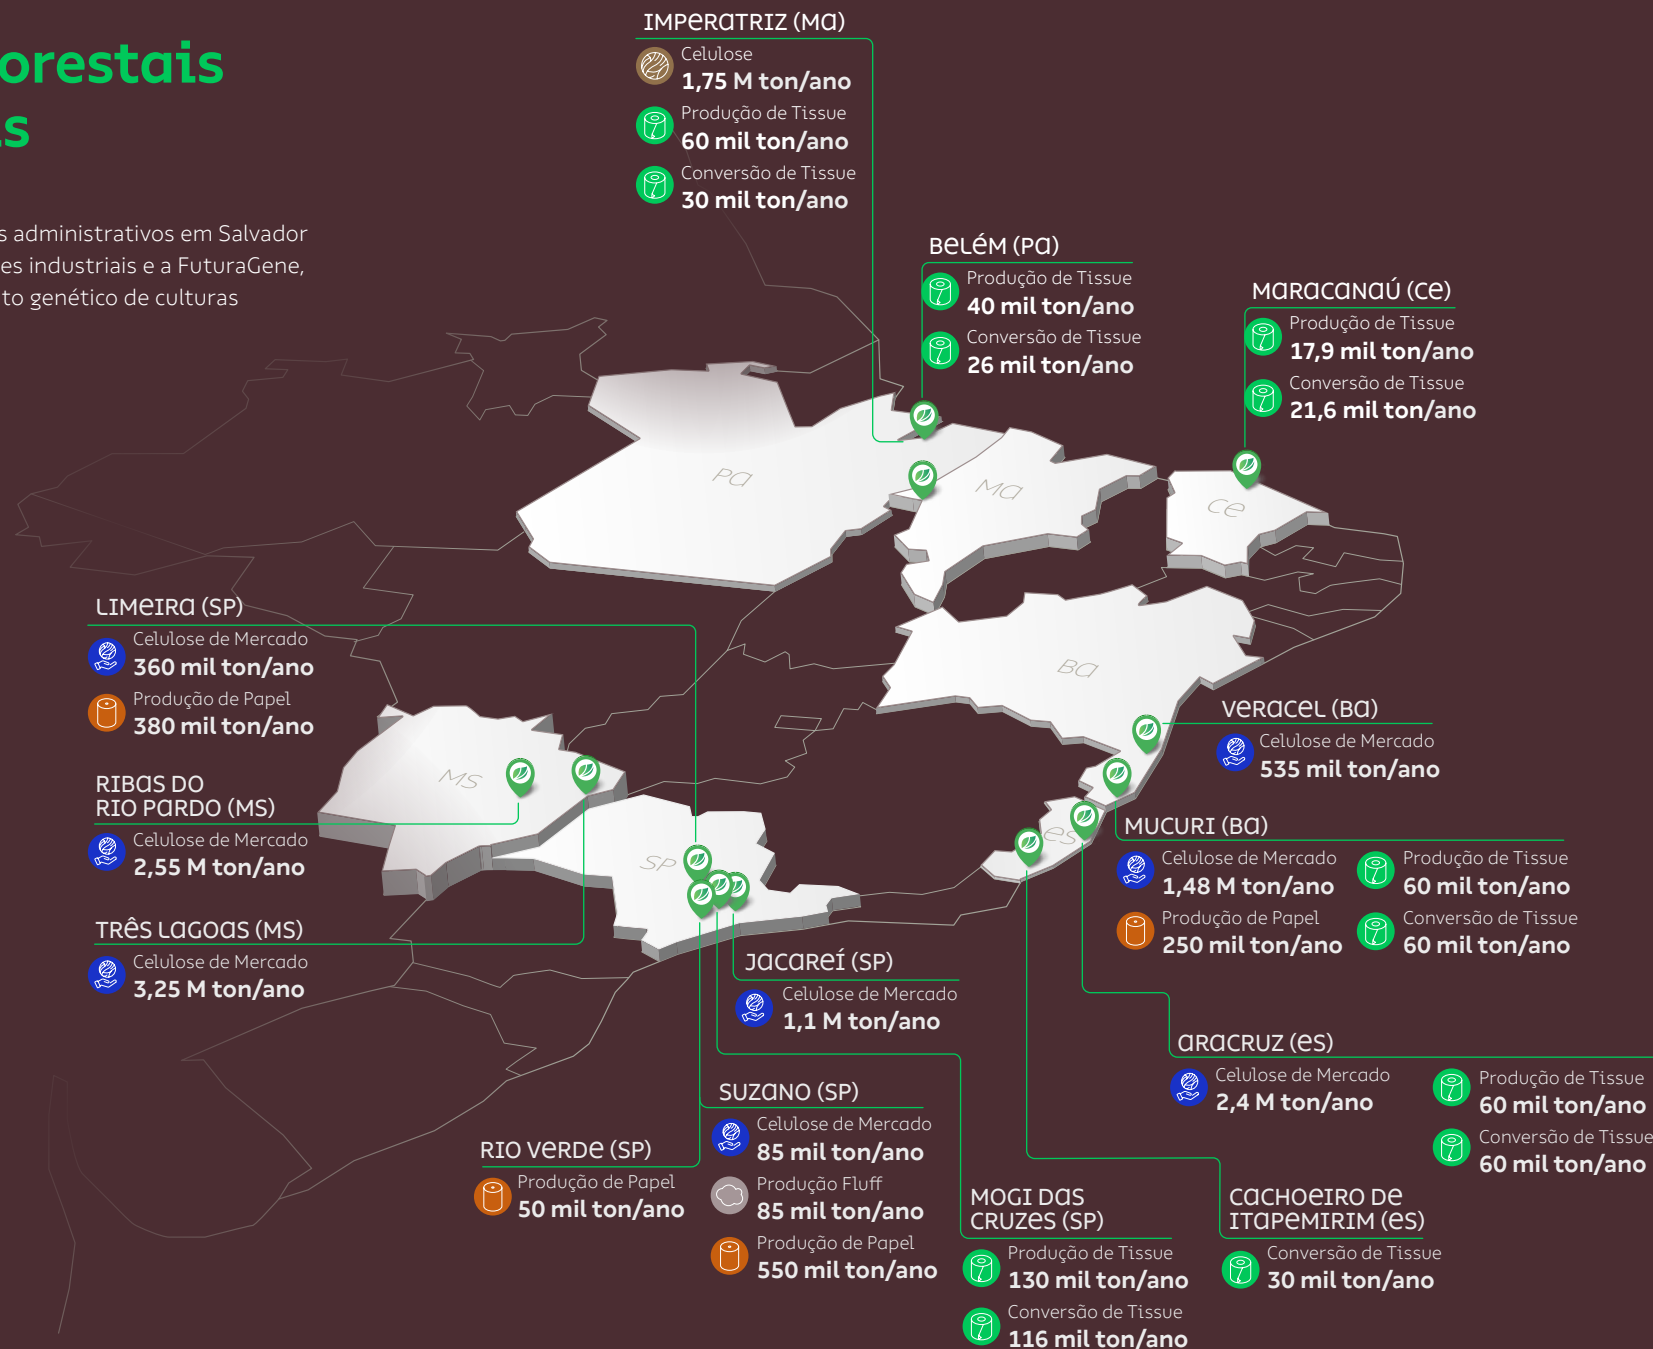 orestais
s
s administrativos em Salvador
es industriais e a FuturaGene,
to genético de culturas
IMPERATRIZ (MA)
Celulose
1,75 M ton/ano
Produção de Tissue
60 mil ton/ano
Conversão de Tissue
30 mil ton/ano
BELÉM (PA)
Produção de Tissue
40 mil ton/ano
Conversão de Tissue
26 mil ton/ano
MARACANAÚ (CE)
Produção de Tissue
17,9 mil ton/ano
Conversão de Tissue
21,6 mil ton/ano
PA
MA
CE
BA
MS
SP
ES
LIMEIRA (SP)
Celulose de Mercado
360 mil ton/ano
Produção de Papel
380 mil ton/ano
RIBAS DO
RIO PARDO (MS)
Celulose de Mercado
2,55 M ton/ano
TRÊS LAGOAS (MS)
Celulose de Mercado
3,25 M ton/ano
VERACEL (BA)
Celulose de Mercado
535 mil ton/ano
MUCURI (BA)
Celulose de Mercado
1,48 M ton/ano
Produção de Papel
250 mil ton/ano
Produção de Tissue
60 mil ton/ano
Conversão de Tissue
60 mil ton/ano
JACAREÍ (SP)
Celulose de Mercado
1,1 M ton/ano
ARACRUZ (ES)
Celulose de Mercado
2,4 M ton/ano
Produção de Tissue
60 mil ton/ano
Conversão de Tissue
60 mil ton/ano
SUZANO (SP)
Celulose de Mercado
85 mil ton/ano
Produção Fluff
85 mil ton/ano
Produção de Papel
550 mil ton/ano
RIO VERDE (SP)
Produção de Papel
50 mil ton/ano
MOGI DAS
CRUZES (SP)
Produção de Tissue
130 mil ton/ano
Conversão de Tissue
116 mil ton/ano
CACHOEIRO DE
ITAPEMIRIM (ES)
Conversão de Tissue
30 mil ton/ano